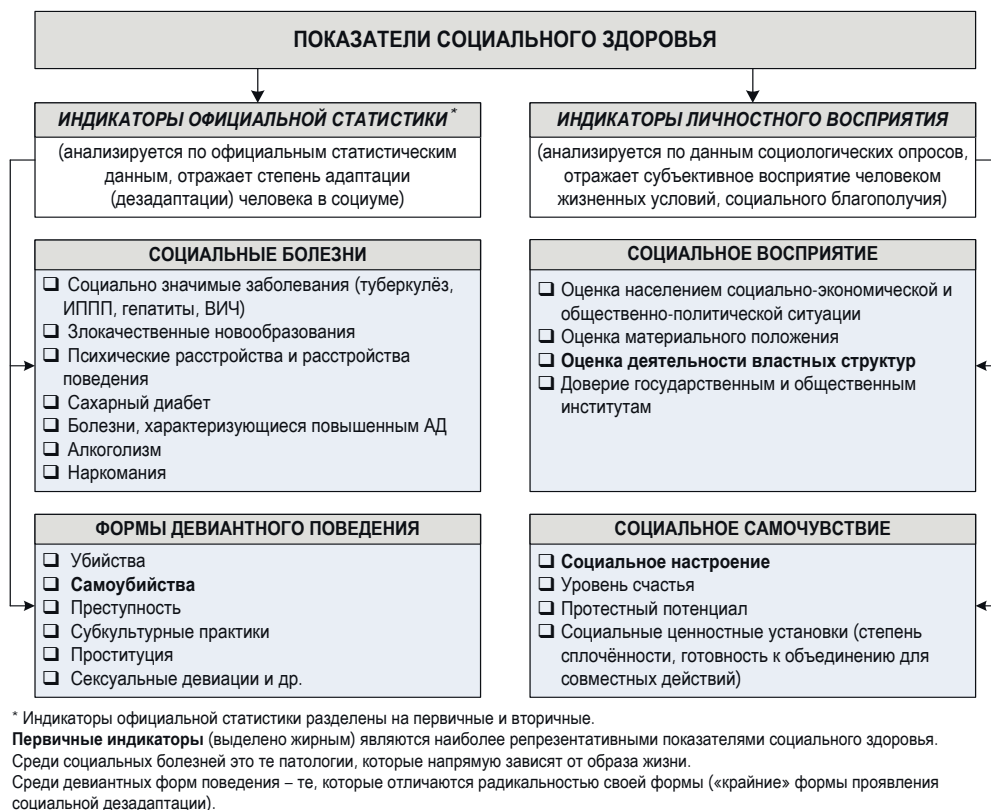 ПОКАЗАТЕЛИ СОЦИАЛЬНОГО ЗДОРОВЬЯ
ИНДИКАТОРЫ ОФИЦИАЛЬНОЙ СТАТИСТИКИ *
(анализируется по официальным статистическим
данным, отражает степень адаптации
(дезадаптации) человека в социуме)
СОЦИАЛЬНЫЕ БОЛЕЗНИ
❑ Социально значимые заболевания (туберкулёз,
ИППП, гепатиты, ВИЧ)
❑ Злокачественные новообразования
❑ Психические расстройства и расстройства
поведения
❑ Сахарный диабет
❑ Болезни, характеризующиеся повышенным АД
❑ Алкоголизм
❑ Наркомания
ФОРМЫ ДЕВИАНТНОГО ПОВЕДЕНИЯ
❑ Убийства
❑ Самоубийства
❑ Преступность
❑ Субкультурные практики
❑ Проституция
❑ Сексуальные девиации и др.
ИНДИКАТОРЫ ЛИЧНОСТНОГО ВОСПРИЯТИЯ
(анализируется по данным социологических опросов,
отражает субъективное восприятие человеком
жизненных условий, социального благополучия)
СОЦИАЛЬНОЕ ВОСПРИЯТИЕ
❑ Оценка населением социально-экономической и
общественно-политической ситуации
❑ Оценка материального положения
❑ Оценка деятельности властных структур
❑ Доверие государственным и общественным
институтам
СОЦИАЛЬНОЕ САМОЧУВСТВИЕ
❑ Социальное настроение
❑ Уровень счастья
❑ Протестный потенциал
❑ Социальные ценностные установки (степень
сплочённости, готовность к объединению для
совместных действий)
* Индикаторы официальной статистики разделены на первичные и вторичные.
Первичные индикаторы (выделено жирным) являются наиболее репрезентативными показателями социального здоровья.
Среди социальных болезней это те патологии, которые напрямую зависят от образа жизни.
Среди девиантных форм поведения – те, которые отличаются радикальностью своей формы («крайние» формы проявления
социальной дезадаптации).